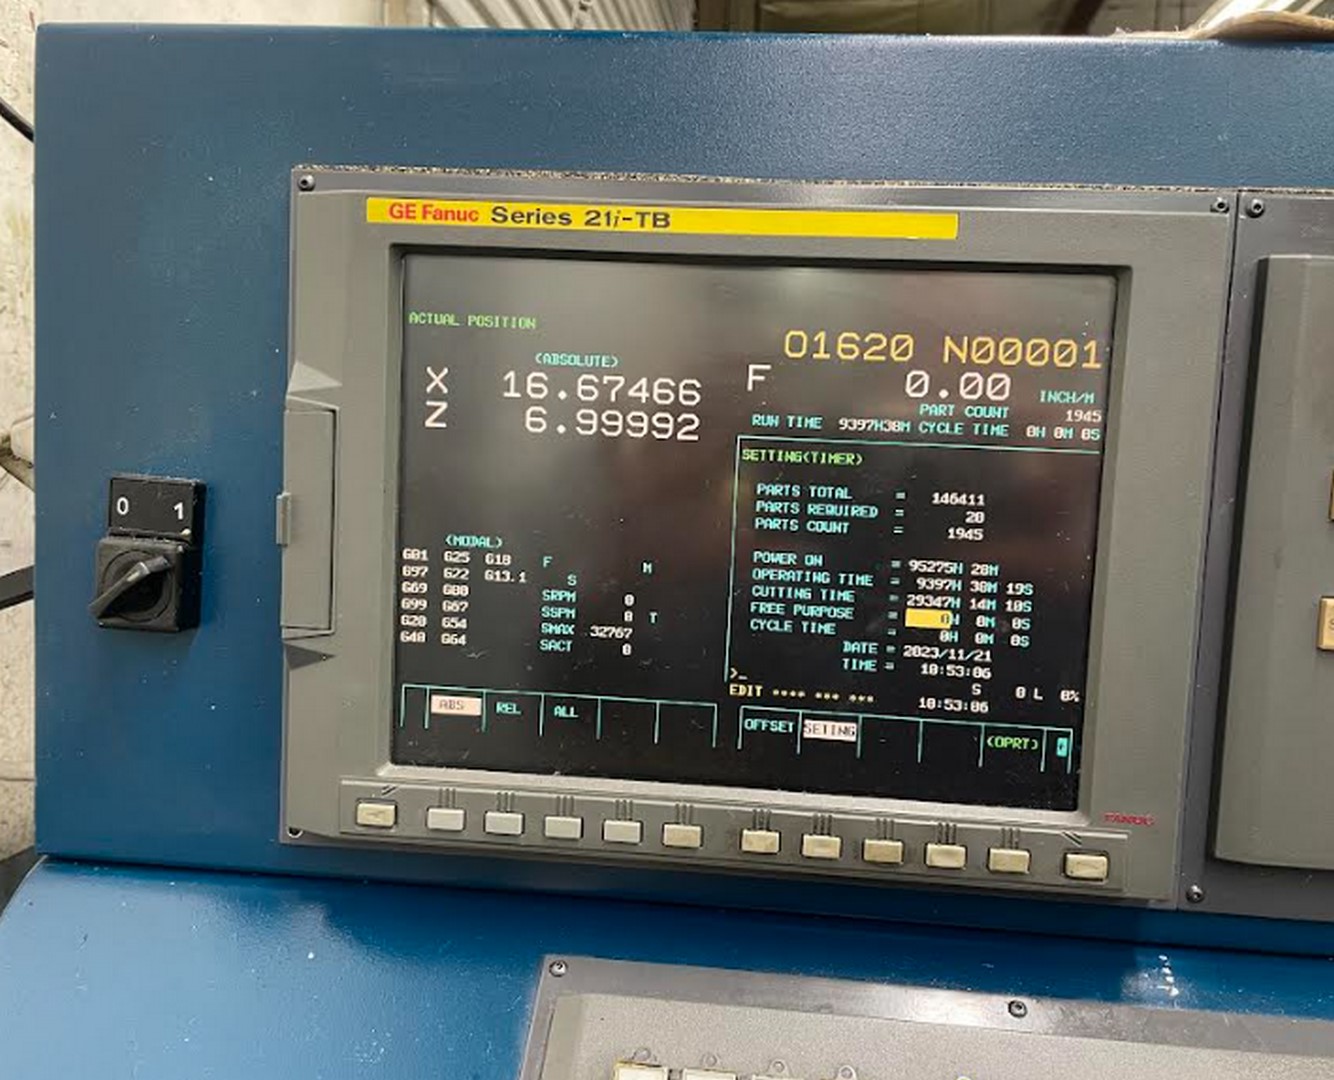 GE Fanuc Series 21i-TB
ACTUAL POSITION
O1620 N00001
(ABSOLUTE)
X 16.67466
Z 6.99992
F 0.00 INCH/M
PART COUNT 1945
RUN TIME 9397H38M CYCLE TIME 0H 0M 0S
SETTING(TIMER)
PARTS TOTAL = 146411
PARTS REQUIRED = 20
PARTS COUNT = 1945
POWER ON = 95275H 28M
OPERATING TIME = 9397H 38M 19S
CUTTING TIME = 29347H 14M 10S
FREE PURPOSE = 0H 0M 0S
CYCLE TIME = 0H 0M 0S
DATE = 2023/11/21
TIME = 10:53:06
(MODAL)
G01 G25 G18 F M
G97 G22 G13.1 S
G69 G80 SRPM 0
G99 G67 SSPM 0 T
G20 G54 SMAX 32767
G40 G64 SACT 0
>_
S 0 L 0%
EDIT **** *** *** 10:53:06
ABS REL ALL
OFFSET SETING (OPRT)
0 1
FANUC